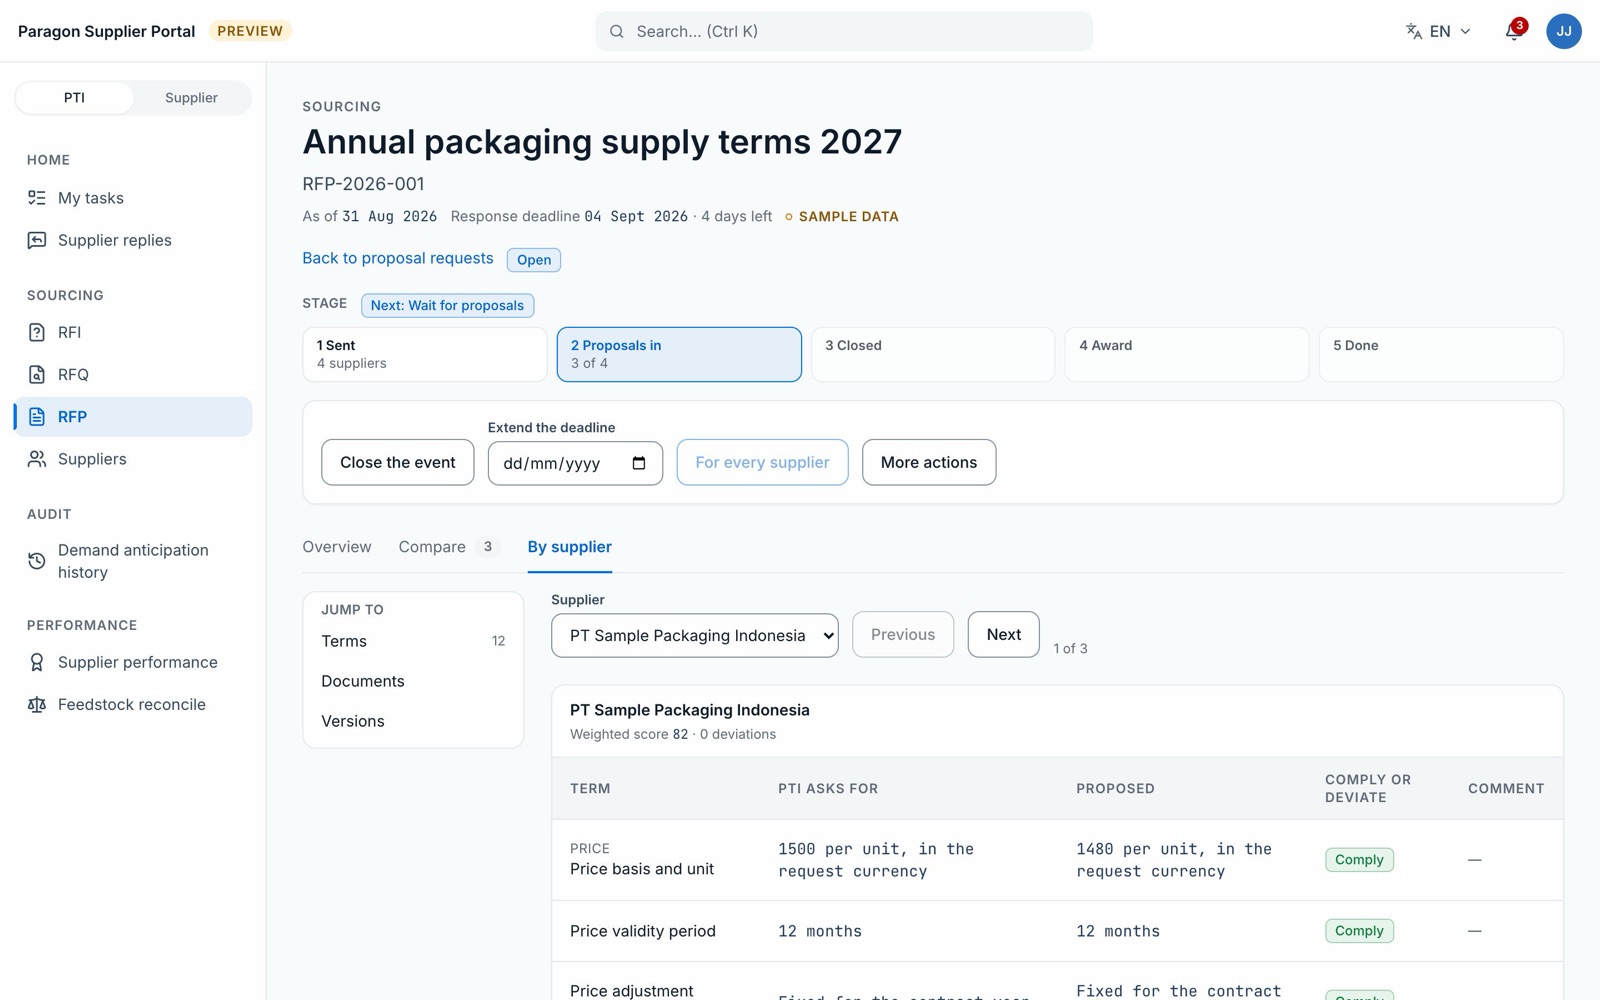 Paragon Supplier Portal PREVIEW
Search... (Ctrl K)
EN
3
JJ
PTI Supplier
HOME
My tasks
Supplier replies
SOURCING
RFI
RFQ
RFP
Suppliers
AUDIT
Demand anticipation
history
PERFORMANCE
Supplier performance
Feedstock reconcile
SOURCING
Annual packaging supply terms 2027
RFP-2026-001
As of 31 Aug 2026 Response deadline 04 Sept 2026 · 4 days left SAMPLE DATA
Back to proposal requests Open
STAGE Next: Wait for proposals
1 Sent
4 suppliers
2 Proposals in
3 of 4
3 Closed
4 Award
5 Done
Extend the deadline
Close the event dd/mm/yyyy For every supplier More actions
Overview Compare 3 By supplier
JUMP TO
Terms 12
Documents
Versions
Supplier
PT Sample Packaging Indonesia Previous Next 1 of 3
PT Sample Packaging Indonesia
Weighted score 82 · 0 deviations
TERM PTI ASKS FOR PROPOSED COMPLY OR DEVIATE COMMENT
PRICE
Price basis and unit
1500 per unit, in the
request currency
1480 per unit, in the
request currency
Comply —
Price validity period 12 months 12 months Comply —
Price adjustment
Fixed for the contract year
Fixed for the contract
Comply